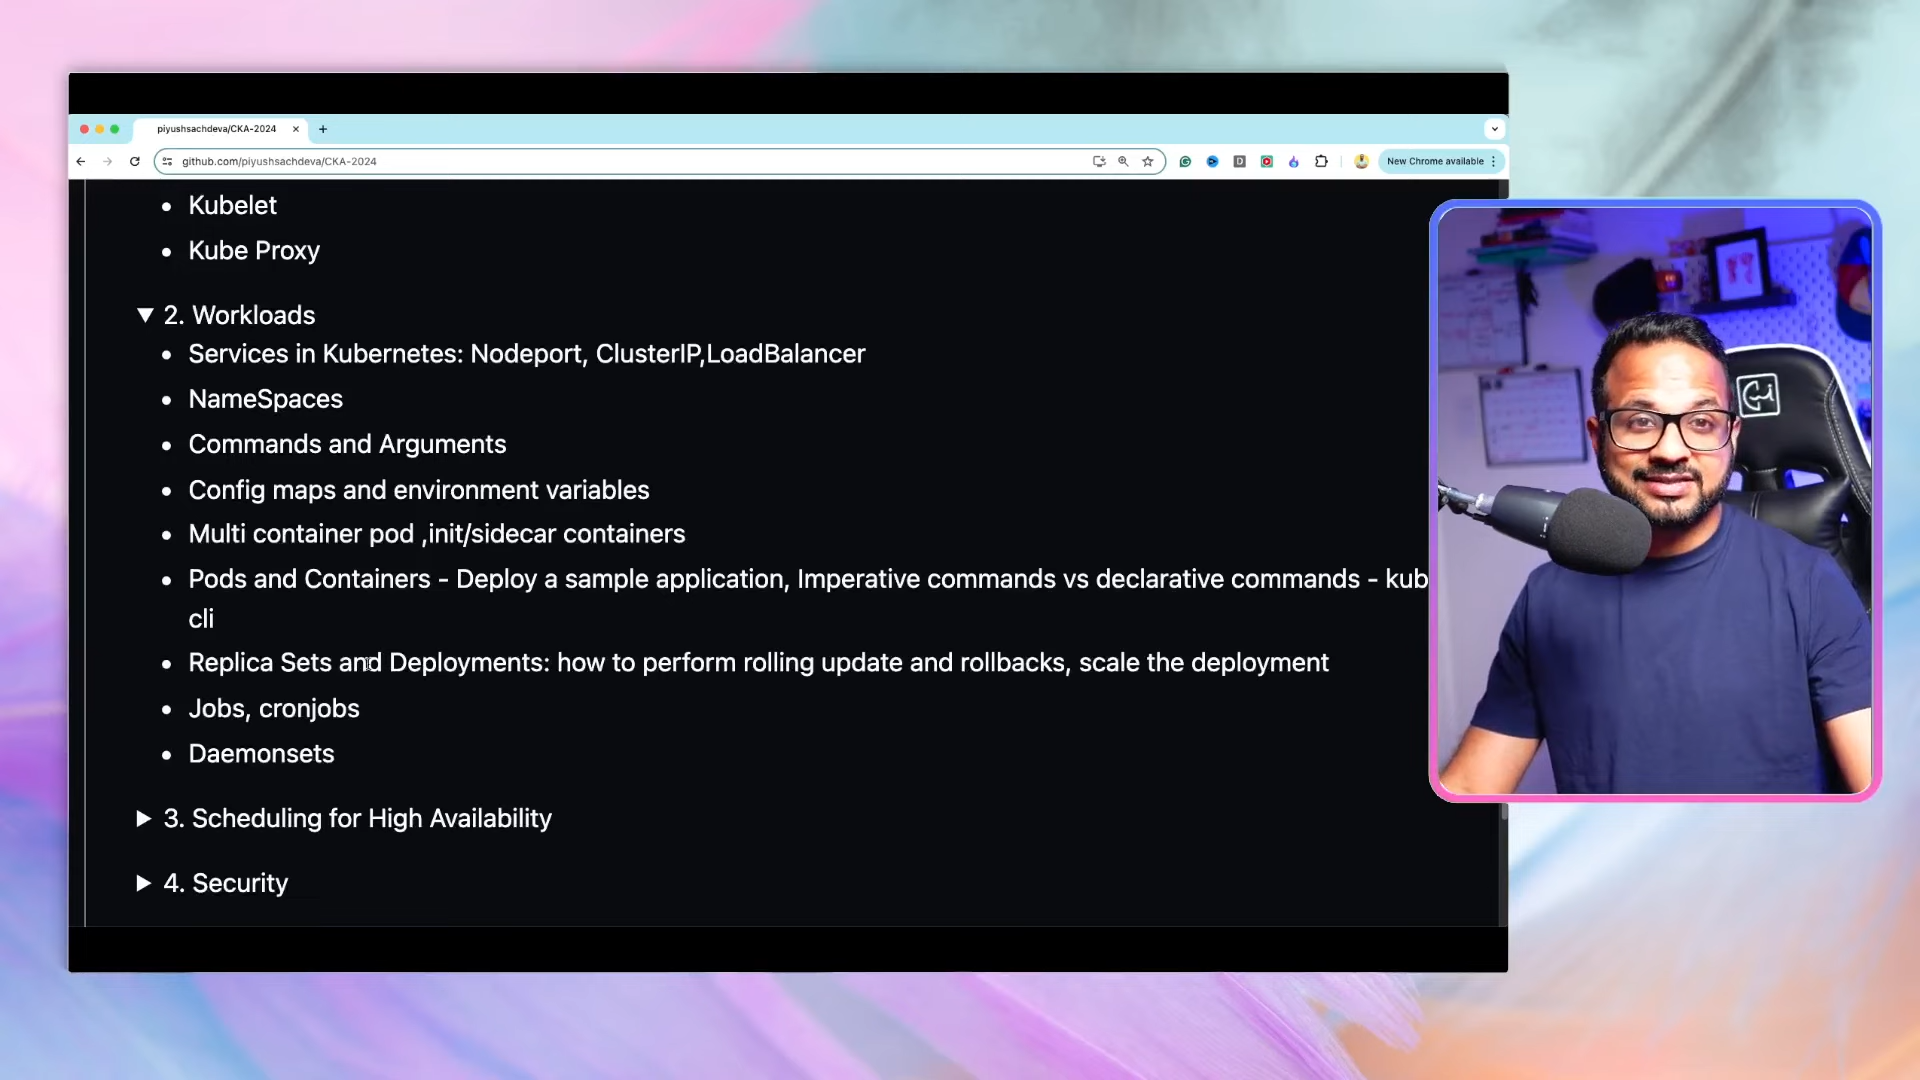 piyushsachdeva/CKA-2024
github.com/piyushsachdeva/CKA-2024
New Chrome available
• Kubelet
• Kube Proxy
▼ 2. Workloads
• Services in Kubernetes: Nodeport, ClusterIP,LoadBalancer
• NameSpaces
• Commands and Arguments
• Config maps and environment variables
• Multi container pod ,init/sidecar containers
• Pods and Containers - Deploy a sample application, Imperative commands vs declarative commands - kub
cli
• Replica Sets and Deployments: how to perform rolling update and rollbacks, scale the deployment
• Jobs, cronjobs
• Daemonsets
▶ 3. Scheduling for High Availability
▶ 4. Security